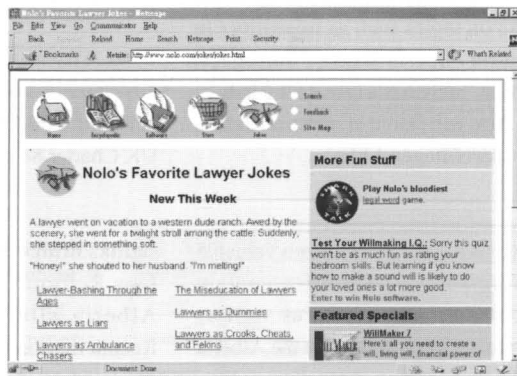 Nolo's Favorite Lawyer Jokes - Netscape
File Edit View Go Communicator Help
Back Reload Home Search Netscape Print Security
Bookmarks Netsite: http://www.nolo.com/jokes/jokes.html What's Related
Home Encyclopedia Software Store Jokes
Search
Feedback
Site Map
Nolo's Favorite Lawyer Jokes
New This Week
A lawyer went on vacation to a western dude ranch. Awed by the
scenery, she went for a twilight stroll among the cattle. Suddenly,
she stepped in something soft.
"Honey!" she shouted to her husband. "I'm melting!"
Lawyer-Bashing Through the
Ages
Lawyers as Liars
Lawyers as Ambulance
Chasers
The Miseducation of Lawyers
Lawyers as Dummies
Lawyers as Crooks, Cheats,
and Felons
More Fun Stuff
SHARK
TALK
Play Nolo's bloodiest
legal word game.
Test Your Willmaking I.Q.: Sorry this quiz
won't be as much fun as rating your
bedroom skills. But learning if you know
how to make a sound will is likely to do
your loved ones a lot more good.
Enter to win Nolo software.
Featured Specials
WillMaker 7
Here's all you need to create a
will, living will, financial power of
Document: Done